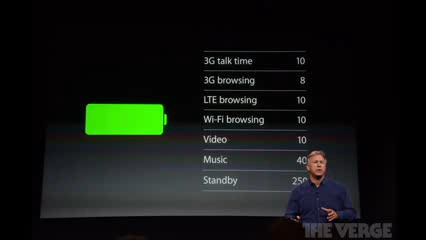 3G talk time 10
3G browsing 8
LTE browsing 10
Wi-Fi browsing 10
Video 10
Music 40
Standby 250
THE VERGE